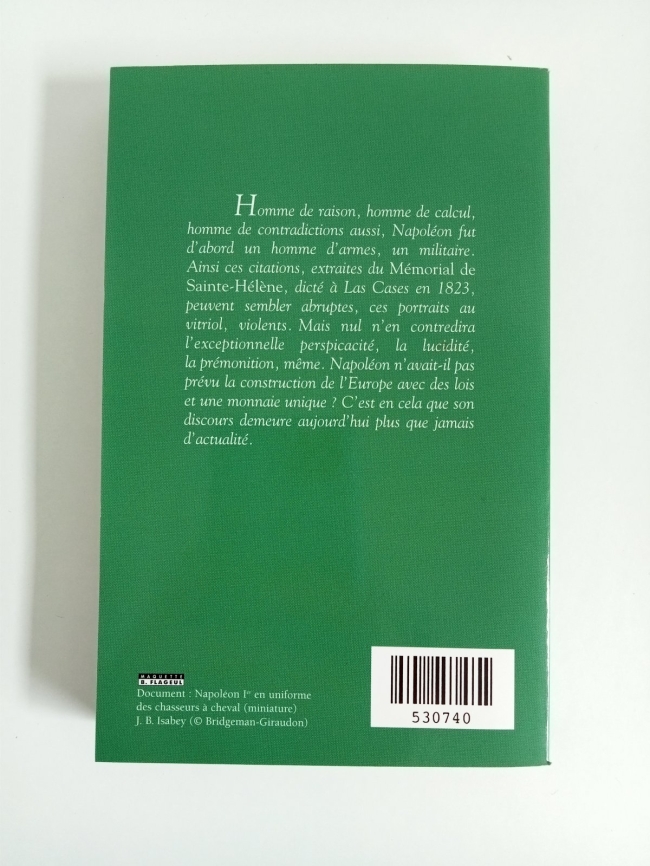 Homme de raison, homme de calcul,
homme de contradictions aussi, Napoléon fut
d'abord un homme d'armes, un militaire.
Ainsi ces citations, extraites du Mémorial de
Sainte-Hélène, dicté à Las Cases en 1823,
peuvent sembler abruptes, ces portraits au
vitriol, violents. Mais nul n'en contredira
l'exceptionnelle perspicacité, la lucidité,
la prémonition, même. Napoléon n'avait-il pas
prévu la construction de l'Europe avec des lois
et une monnaie unique ? C'est en cela que son
discours demeure aujourd'hui plus que jamais
d'actualité.
MAQUETTE
B. FLAGEUL
Document : Napoléon Ier en uniforme
des chasseurs à cheval (miniature)
J. B. Isabey (© Bridgeman-Giraudon)
530740